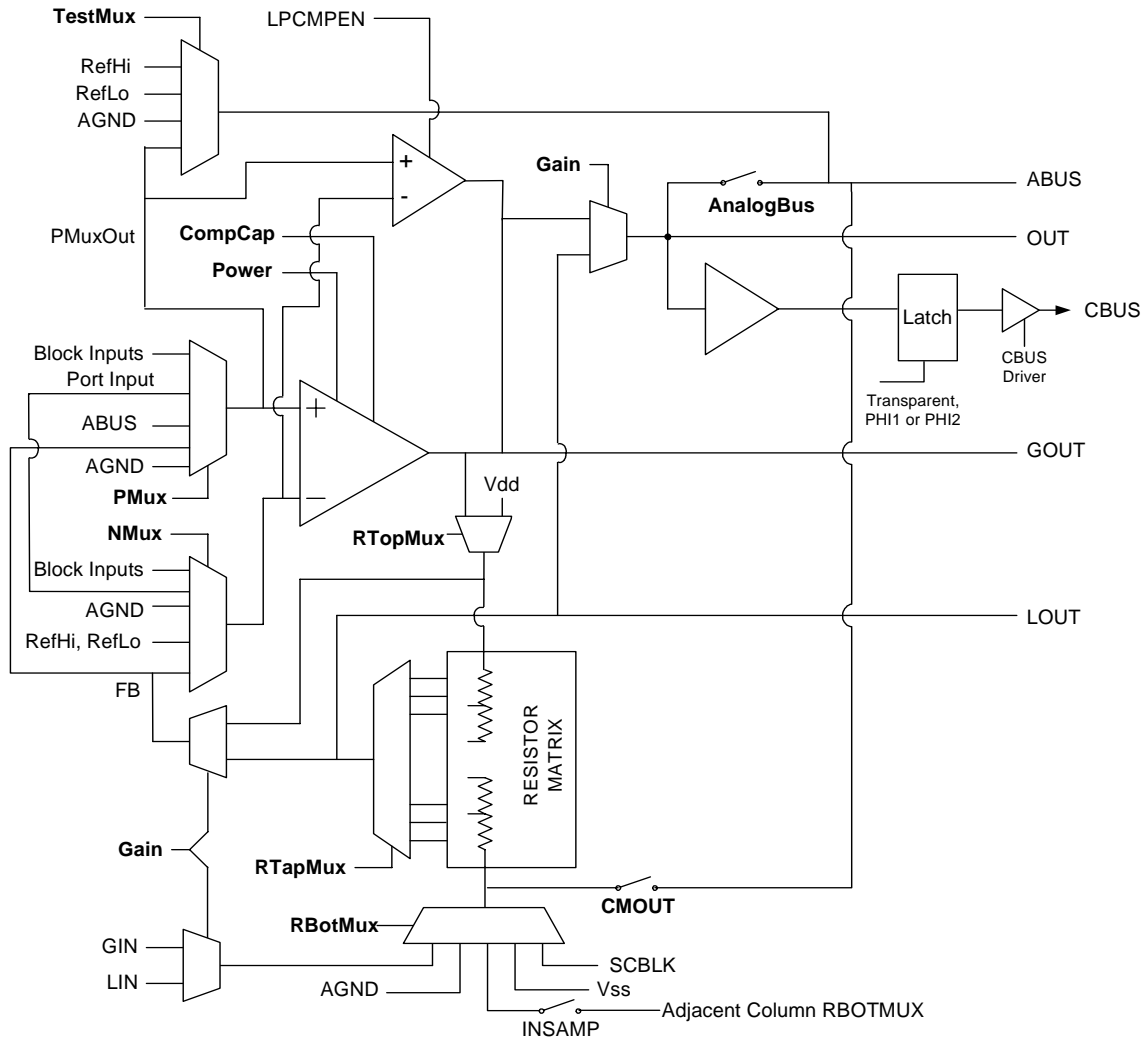 TestMux
LPCMPEN
RefHi
RefLo
AGND
+
-
Gain
ABUS
AnalogBus
PMuxOut
CompCap
OUT
Power
Latch
CBUS
Block Inputs
Port Input
CBUS
Driver
Transparent,
PHI1 or PHI2
ABUS
+
AGND
GOUT
PMux
Vdd
−
NMux
RTopMux
Block Inputs
AGND
LOUT
RefHi, RefLo
FB
RESISTOR
MATRIX
Gain
RTapMux
CMOUT
RBotMux
GIN
SCBLK
LIN
AGND
Vss
Adjacent Column RBOTMUX
INSAMP